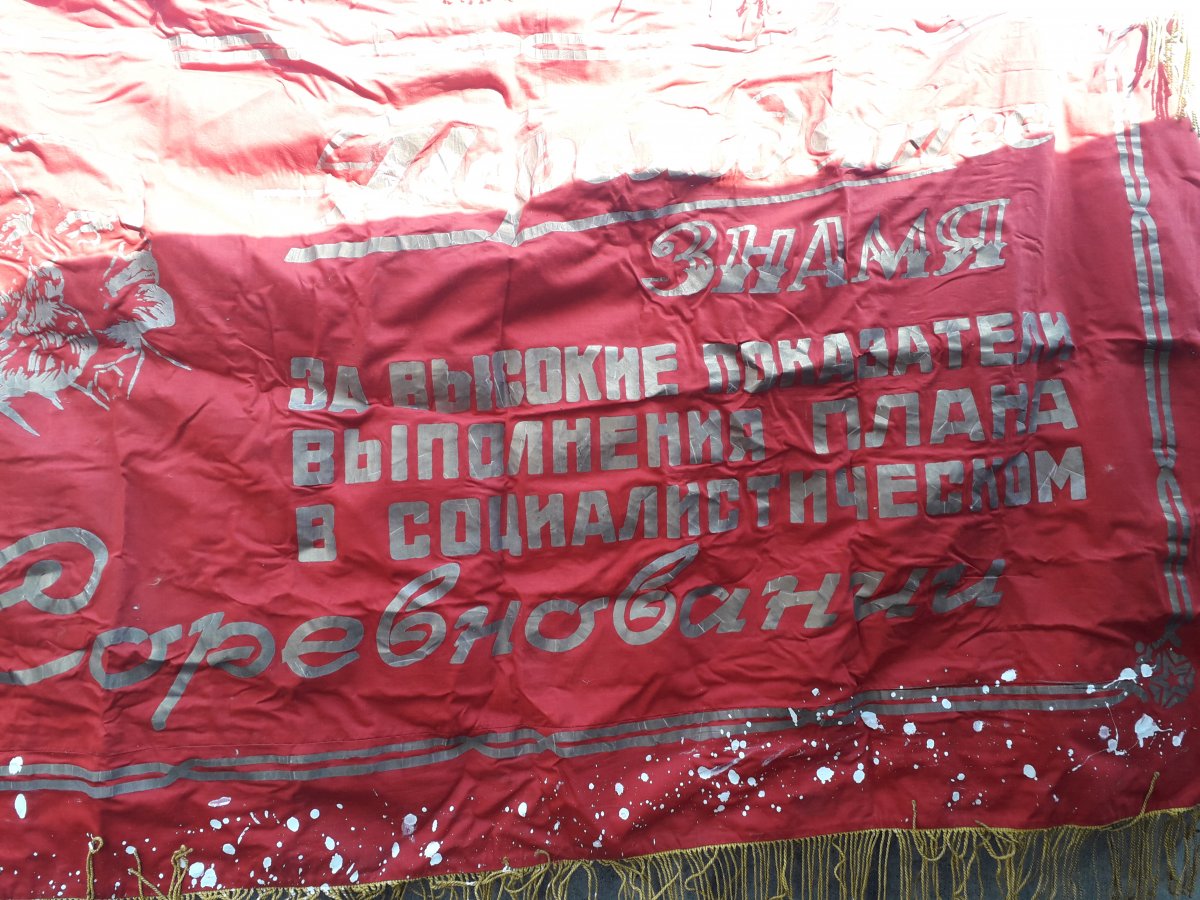 ЗНАМЯ
ЗА ВЫСОКИЕ ПОКАЗАТЕЛИ
ВЫПОЛНЕНИЯ ПЛАНА
В СОЦИАЛИСТИЧЕСКОМ
Соревновании